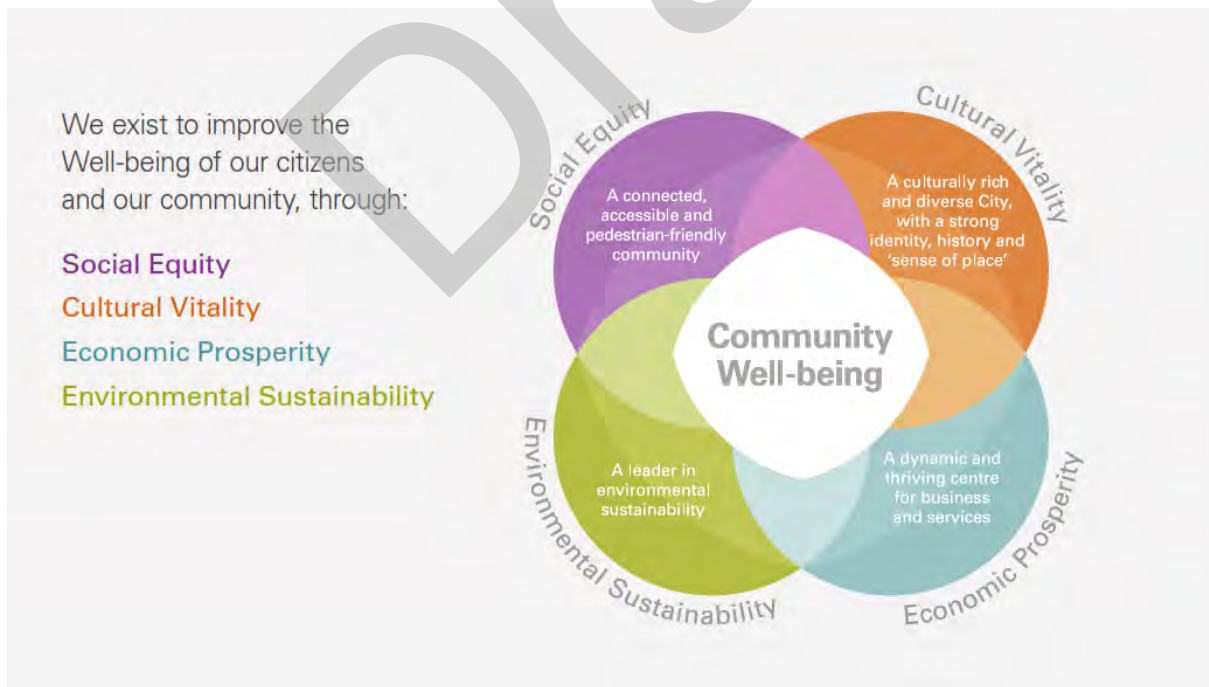 We exist to improve the
Well-being of our citizens
and our community, through:
Social Equity
Cultural Vitality
Economic Prosperity
Environmental Sustainability
Social Equity
A connected,
accessible and
pedestrian-friendly
community
Cultural Vitality
A culturally rich
and diverse City,
with a strong
identity, history and
‘sense of place’
Community
Well-being
Environmental Sustainability
A leader in
environmental
sustainability
Economic Prosperity
A dynamic and
thriving centre
for business
and services